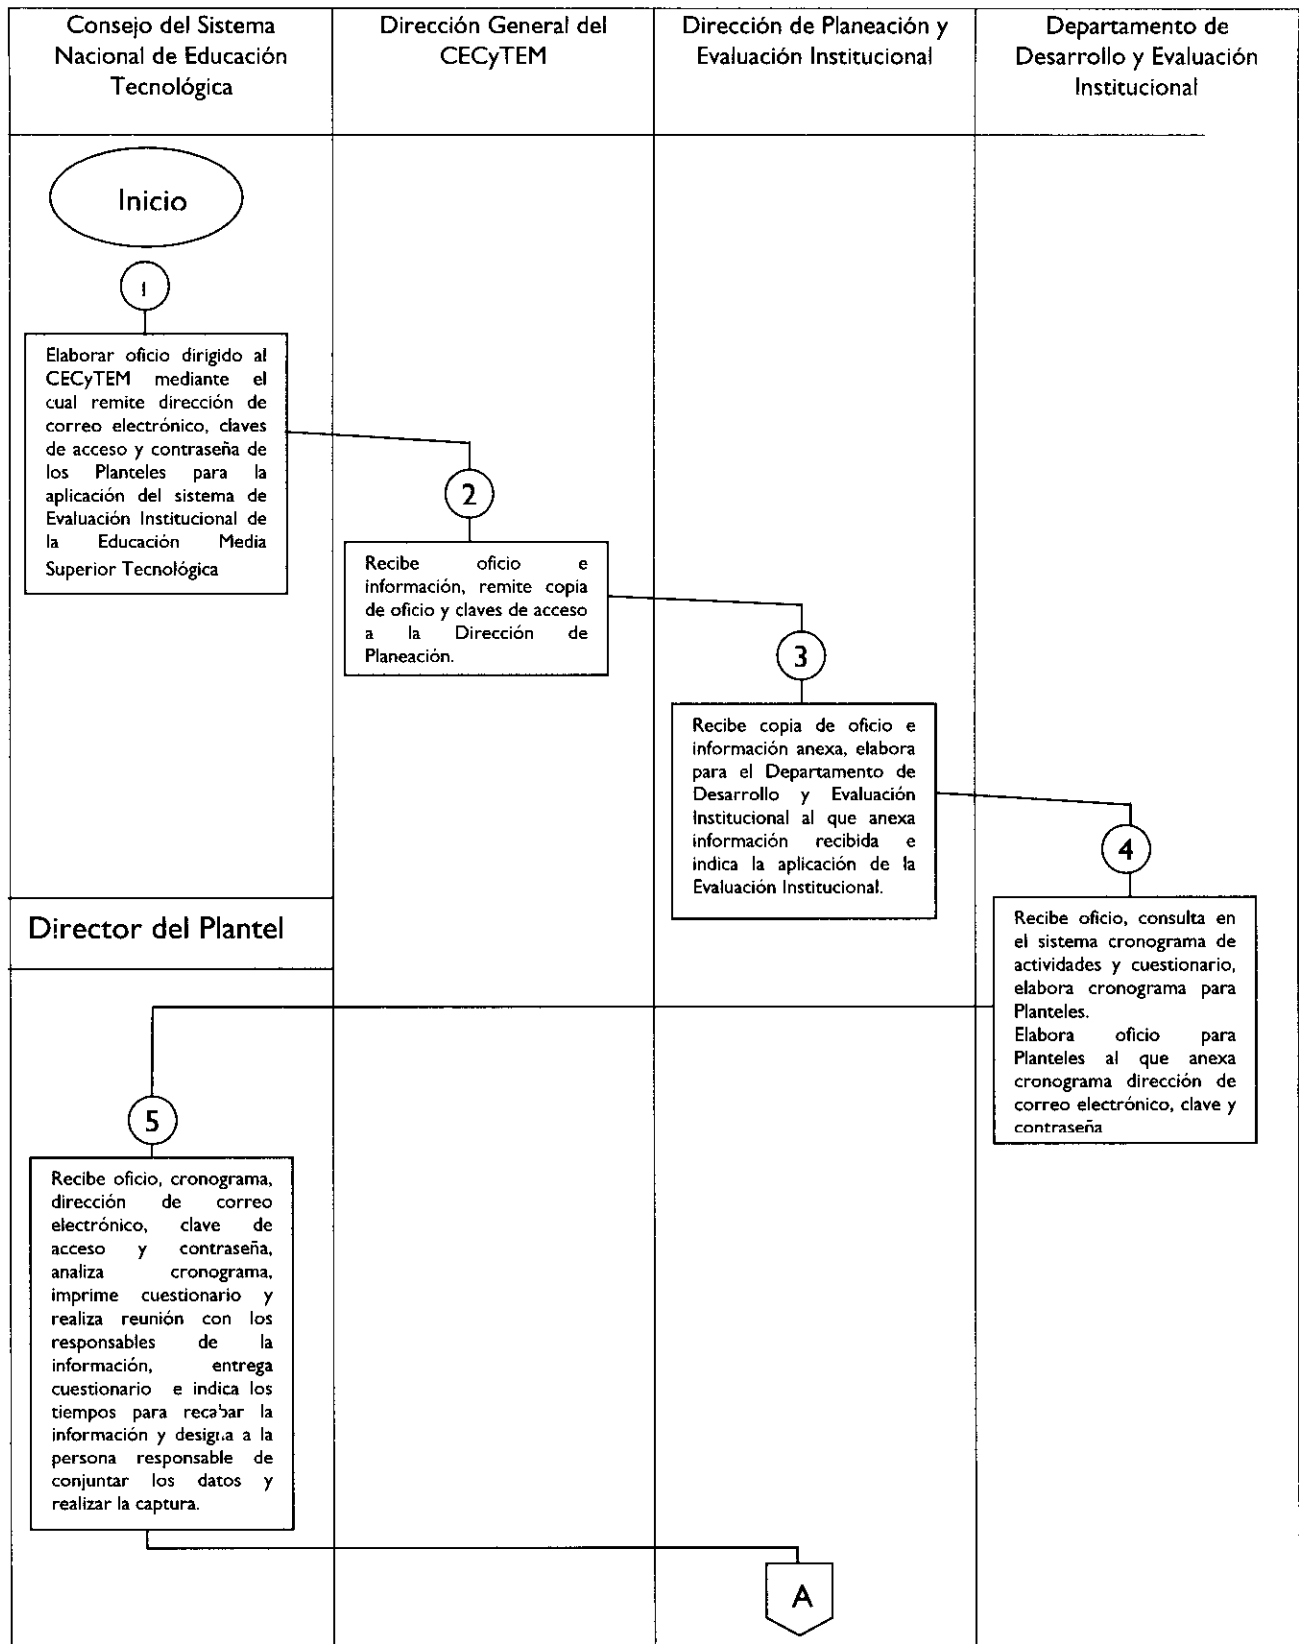 Consejo del Sistema
Nacional de Educación
Tecnológica
Dirección General del
CECyTEM
Dirección de Planeación y
Evaluación Institucional
Departamento de
Desarrollo y Evaluación
Institucional
Inicio
1
Elaborar oficio dirigido al
CECyTEM mediante el
cual remite dirección de
correo electrónico, claves
de acceso y contraseña de
los Planteles para la
aplicación del sistema de
Evaluación Institucional de
la Educación Media
Superior Tecnológica
2
Recibe oficio e
información, remite copia
de oficio y claves de acceso
a la Dirección de
Planeación.
3
Recibe copia de oficio e
información anexa, elabora
para el Departamento de
Desarrollo y Evaluación
Institucional al que anexa
información recibida e
indica la aplicación de la
Evaluación Institucional.
4
Recibe oficio, consulta en
el sistema cronograma de
actividades y cuestionario,
elabora cronograma para
Planteles.
Elabora oficio para
Planteles al que anexa
cronograma dirección de
correo electrónico, clave y
contraseña
Director del Plantel
5
Recibe oficio, cronograma,
dirección de correo
electrónico, clave de
acceso y contraseña,
analiza cronograma,
imprime cuestionario y
realiza reunión con los
responsables de la
información, entrega
cuestionario e indica los
tiempos para recabar la
información y designa a la
persona responsable de
conjuntar los datos y
realizar la captura.
A